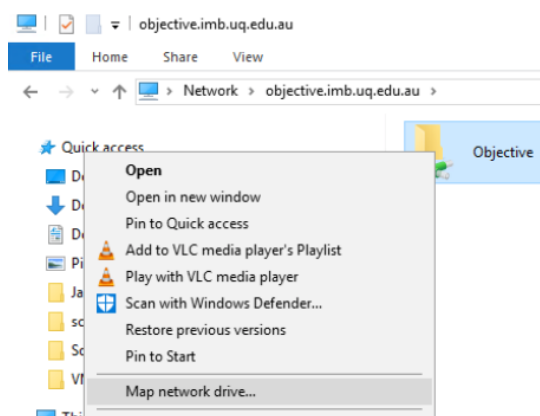 objective.imb.uq.edu.au
File Home Share View
Network > objective.imb.uq.edu.au >
Quick access
Objective
Open
Open in new window
Pin to Quick access
Add to VLC media player's Playlist
Play with VLC media player
Scan with Windows Defender...
Restore previous versions
Pin to Start
Map network drive...